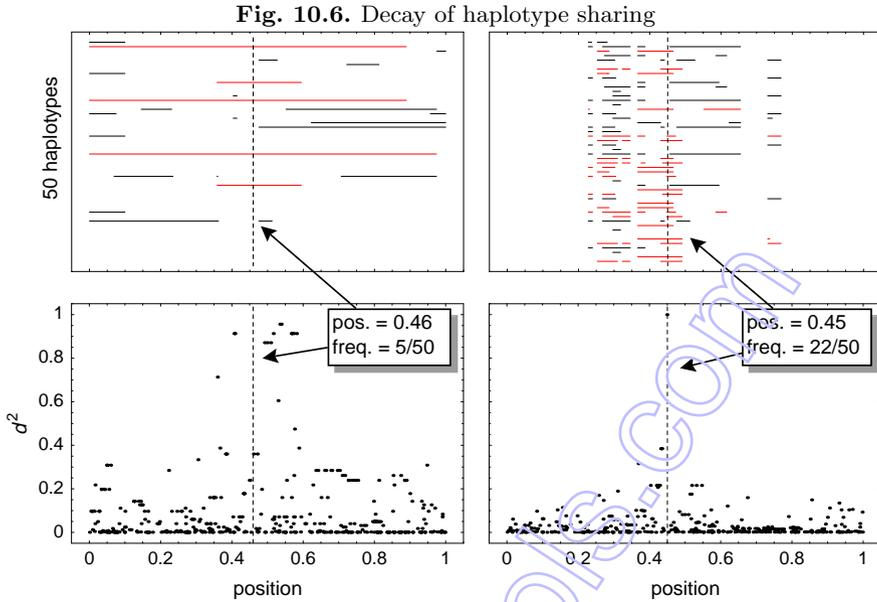 Fig. 10.6. Decay of haplotype sharing
50 haplotypes
pos. = 0.46
freq. = 5/50
pos. = 0.45
freq. = 22/50
d²
1
0.8
0.6
0.4
0.2
0
0 0.2 0.4 0.6 0.8 1
0 0.2 0.4 0.6 0.8 1
position
position
ols.com